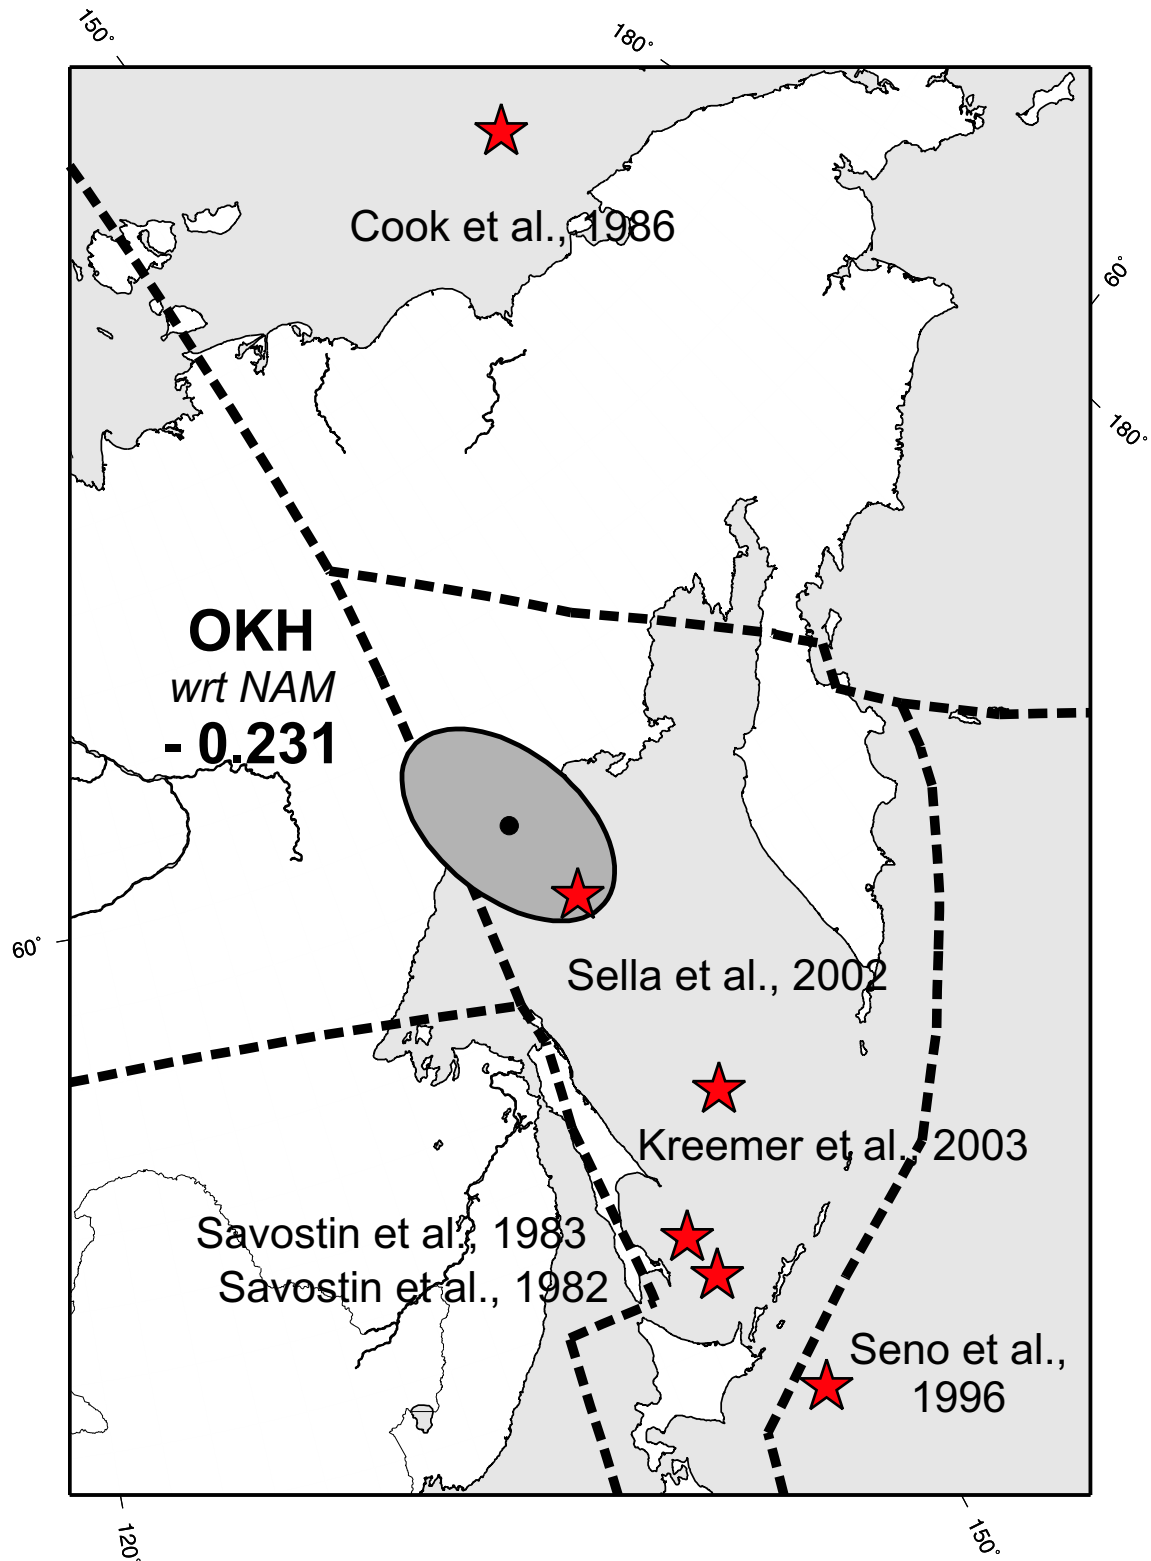 150°
180°
Cook et al., 1986
60°
180°
OKH
wrt NAM
- 0.231
60°
Sella et al., 2002
Kreemer et al., 2003
Savostin et al., 1983
Savostin et al., 1982
Seno et al.,
1996
120°
150°